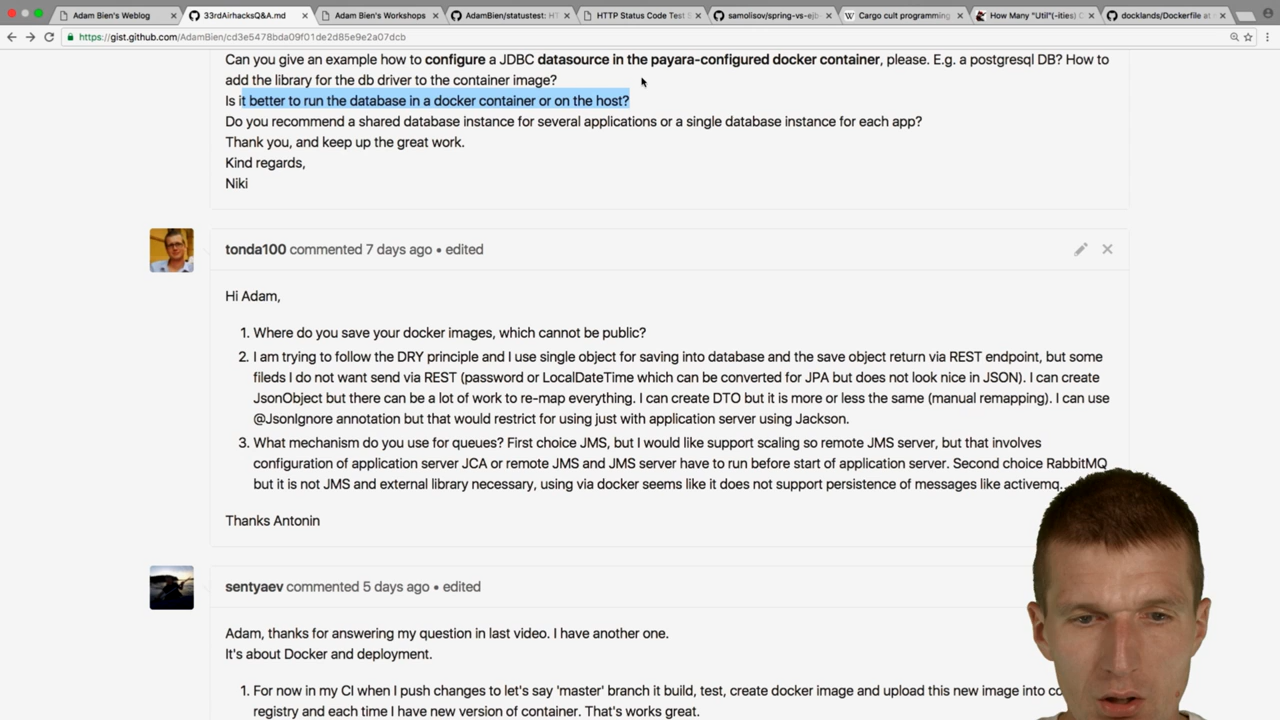 Adam Bien's Weblog
33rdAirhacksQ&A.md
Adam Bien's Workshops
AdamBien/statustest: HT
HTTP Status Code Test
samolisov/spring-vs-ejb
Cargo cult programming
How Many "Util"(-ities)
docklands/Dockerfile at
https://gist.github.com/AdamBien/cd3e5478bda09f01de2d85e9e2a07dcb
Can you give an example how to configure a JDBC datasource in the payara-configured docker container, please. E.g. a postgresql DB? How to
add the library for the db driver to the container image?
Is it better to run the database in a docker container or on the host?
Do you recommend a shared database instance for several applications or a single database instance for each app?
Thank you, and keep up the great work.
Kind regards,
Niki
tonda100 commented 7 days ago • edited
Hi Adam,
1. Where do you save your docker images, which cannot be public?
2. I am trying to follow the DRY principle and I use single object for saving into database and the save object return via REST endpoint, but some
fileds I do not want send via REST (password or LocalDateTime which can be converted for JPA but does not look nice in JSON). I can create
JsonObject but there can be a lot of work to re-map everything. I can create DTO but it is more or less the same (manual remapping). I can use
@JsonIgnore annotation but that would restrict for using just with application server using Jackson.
3. What mechanism do you use for queues? First choice JMS, but I would like support scaling so remote JMS server, but that involves
configuration of application server JCA or remote JMS and JMS server have to run before start of application server. Second choice RabbitMQ
but it is not JMS and external library necessary, using via docker seems like it does not support persistence of messages like activemq.
Thanks Antonin
sentyaev commented 5 days ago • edited
Adam, thanks for answering my question in last video. I have another one.
It's about Docker and deployment.
1. For now in my CI when I push changes to let's say 'master' branch it build, test, create docker image and upload this new image into co
registry and each time I have new version of container. That's works great.